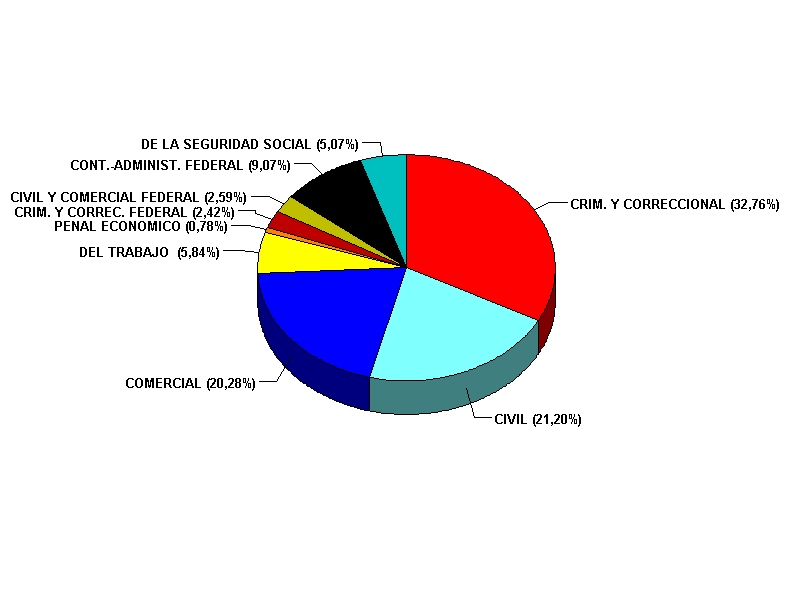 DE LA SEGURIDAD SOCIAL (5,07%)
CONT.-ADMINIST. FEDERAL (9,07%)
CIVIL Y COMERCIAL FEDERAL (2,59%)
CRIM. Y CORREC. FEDERAL (2,42%)
PENAL ECONOMICO (0,78%)
DEL TRABAJO (5,84%)
COMERCIAL (20,28%)
CIVIL (21,20%)
CRIM. Y CORRECCIONAL (32,76%)